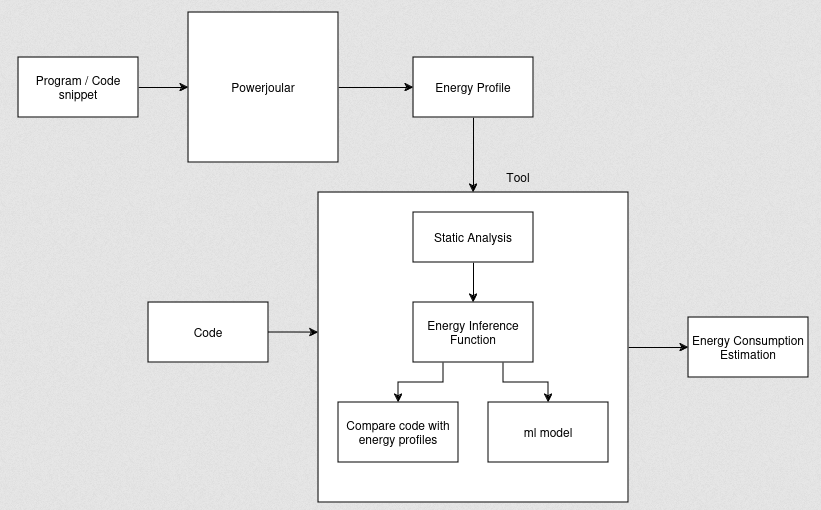 Program / Code
snippet
Powerjoular
Energy Profile
Tool
Static Analysis
Code
Energy Inference
Function
Energy Consumption
Estimation
Compare code with
energy profiles
ml model